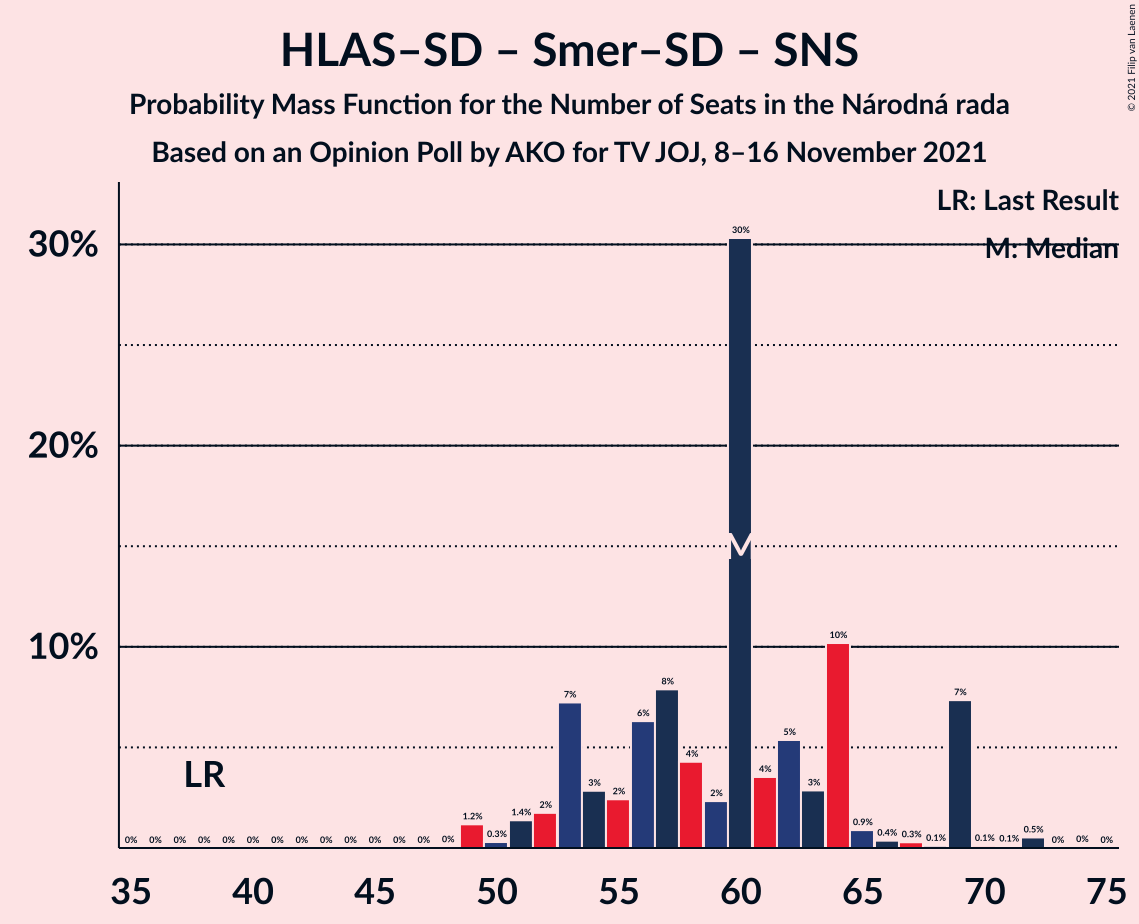 HLAS–SD – Smer–SD – SNS
Probability Mass Function for the Number of Seats in the Národná rada
Based on an Opinion Poll by AKO for TV JOJ, 8–16 November 2021
© 2021 Filip van Laenen
LR: Last Result
M: Median
30%
20%
10%
LR
M
0% 0% 0% 0% 0% 0% 0% 0% 0% 0% 0% 0% 0% 0% 1.2% 0.3% 1.4% 2% 7% 3% 2% 6% 8% 4% 2% 30% 4% 5% 3% 10% 0.9% 0.4% 0.3% 0.1% 7% 0.1% 0.1% 0.5% 0% 0% 0%
35 40 45 50 55 60 65 70 75